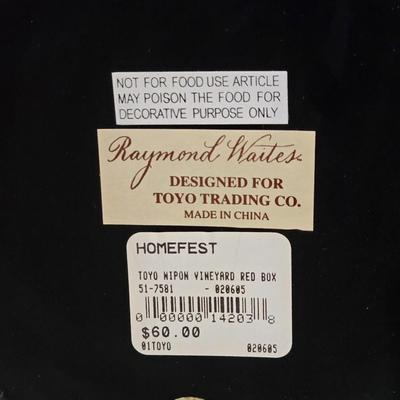 NOT FOR FOOD USE ARTICLE
MAY POISON THE FOOD FOR
DECORATIVE PURPOSE ONLY
Raymond Waites
DESIGNED FOR
TOYO TRADING CO.
MADE IN CHINA
HOMEFEST
TOYO NIPON VINEYARD RED BOX
51-7581 - 020605
0 00000 14203 8
$60.00
01TOYO 020605